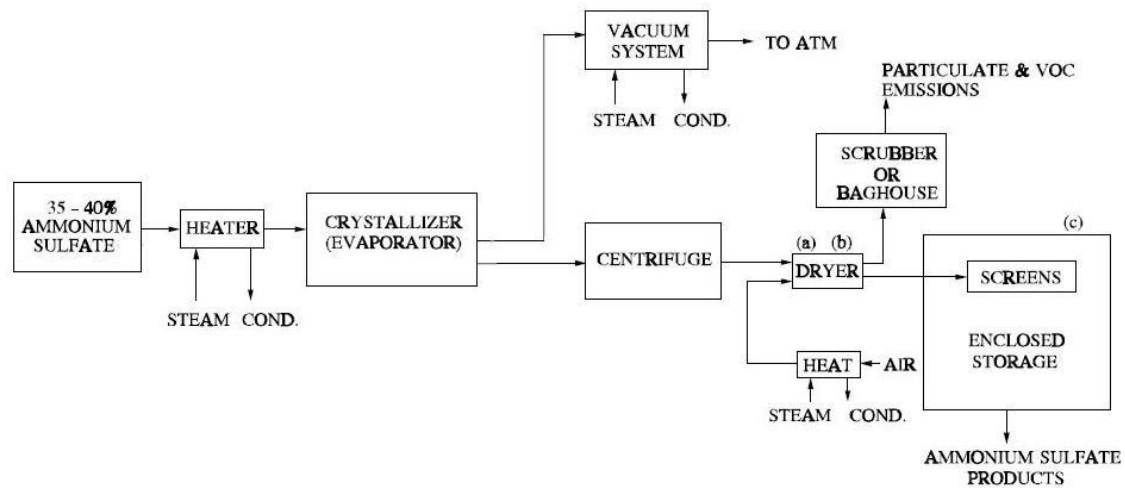 VACUUM
SYSTEM
TO ATM
STEAM COND.
PARTICULATE & VOC
EMISSIONS
SCRUBBER
OR
BAGHOUSE
35 - 40%
AMMONIUM
SULFATE
HEATER
STEAM COND.
CRYSTALLIZER
(EVAPORATOR)
CENTRIFUGE
(a) (b)
DRYER
HEAT
AIR
STEAM COND.
(c)
SCREENS
ENCLOSED
STORAGE
AMMONIUM SULFATE
PRODUCTS